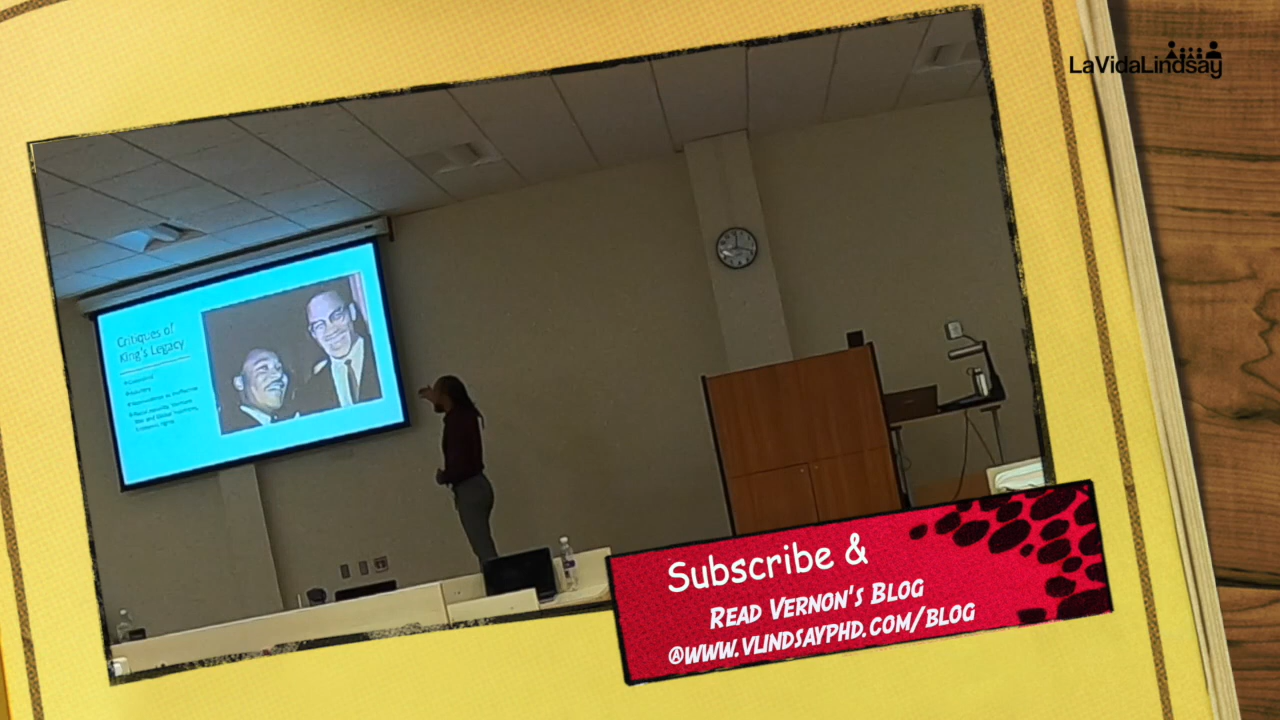 LaVidaLindsay
Critiques of
King's Legacy
Subscribe &
READ VERNON'S BLOG
@WWW.VLINDSAYPHD.COM/BLOG